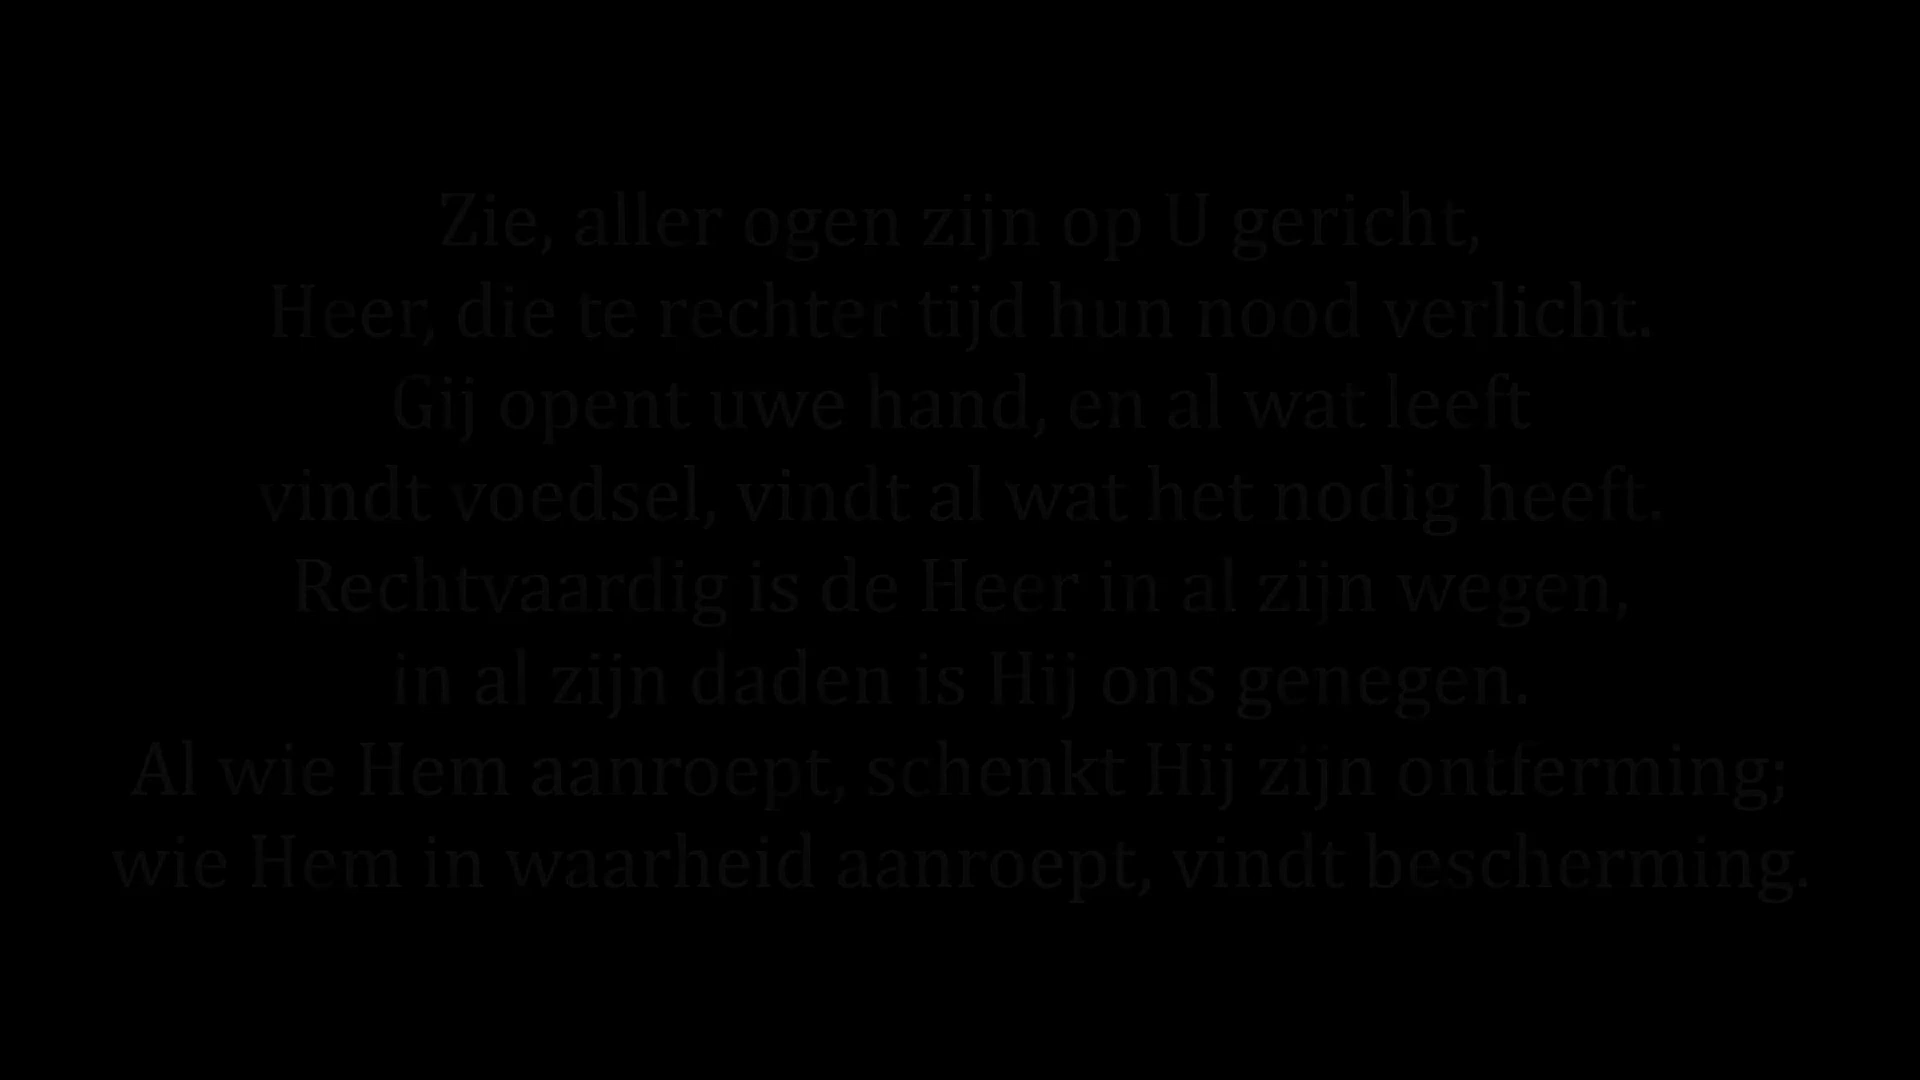 Zie, aller ogen zijn op U gericht,
Heer, die te rechter tijd hun nood verlicht.
Gij opent uwe hand, en al wat leeft
vindt voedsel, vindt al wat het nodig heeft.
Rechtvaardig is de Heer in al zijn wegen,
in al zijn daden is Hij ons genegen.
Al wie Hem aanroept, schenkt Hij zijn ontferming;
wie Hem in waarheid aanroept, vindt bescherming.